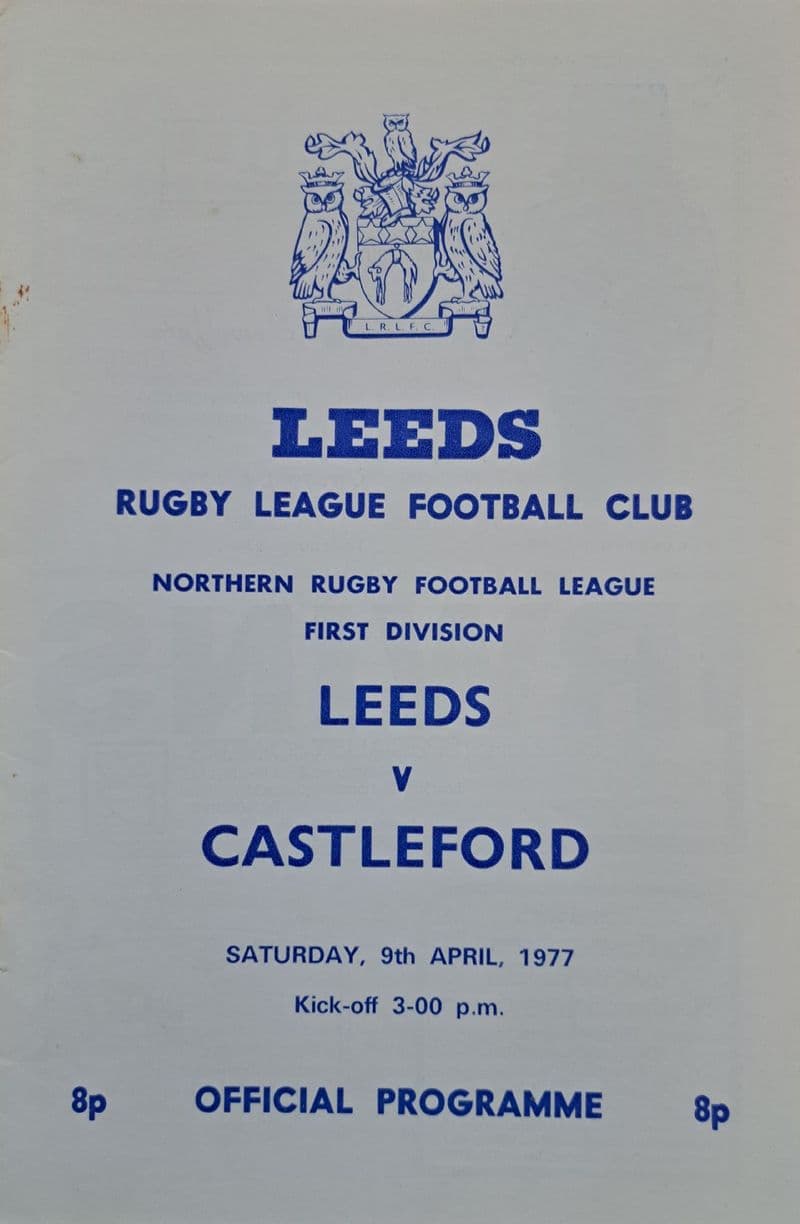 L. R. L. F. C.
LEEDS
RUGBY LEAGUE FOOTBALL CLUB
NORTHERN RUGBY FOOTBALL LEAGUE
FIRST DIVISION
LEEDS
V
CASTLEFORD
SATURDAY, 9th APRIL, 1977
Kick-off 3-00 p.m.
8p OFFICIAL PROGRAMME 8p